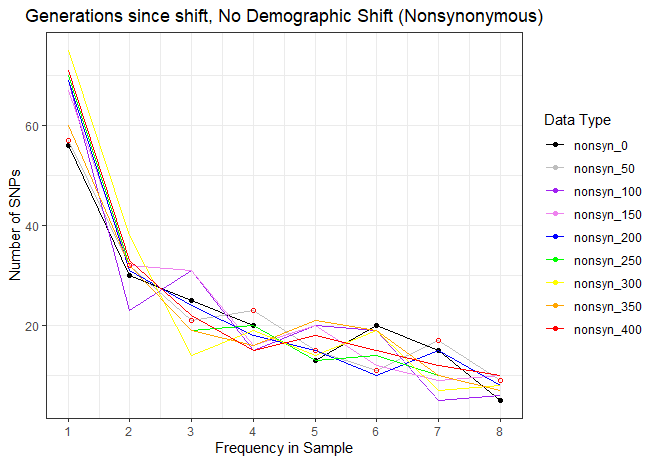 Generations since shift, No Demographic Shift (Nonsynonymous)
Number of SNPs
60
40
20
1 2 3 4 5 6 7 8
Frequency in Sample
Data Type
nonsyn_0
nonsyn_50
nonsyn_100
nonsyn_150
nonsyn_200
nonsyn_250
nonsyn_300
nonsyn_350
nonsyn_400